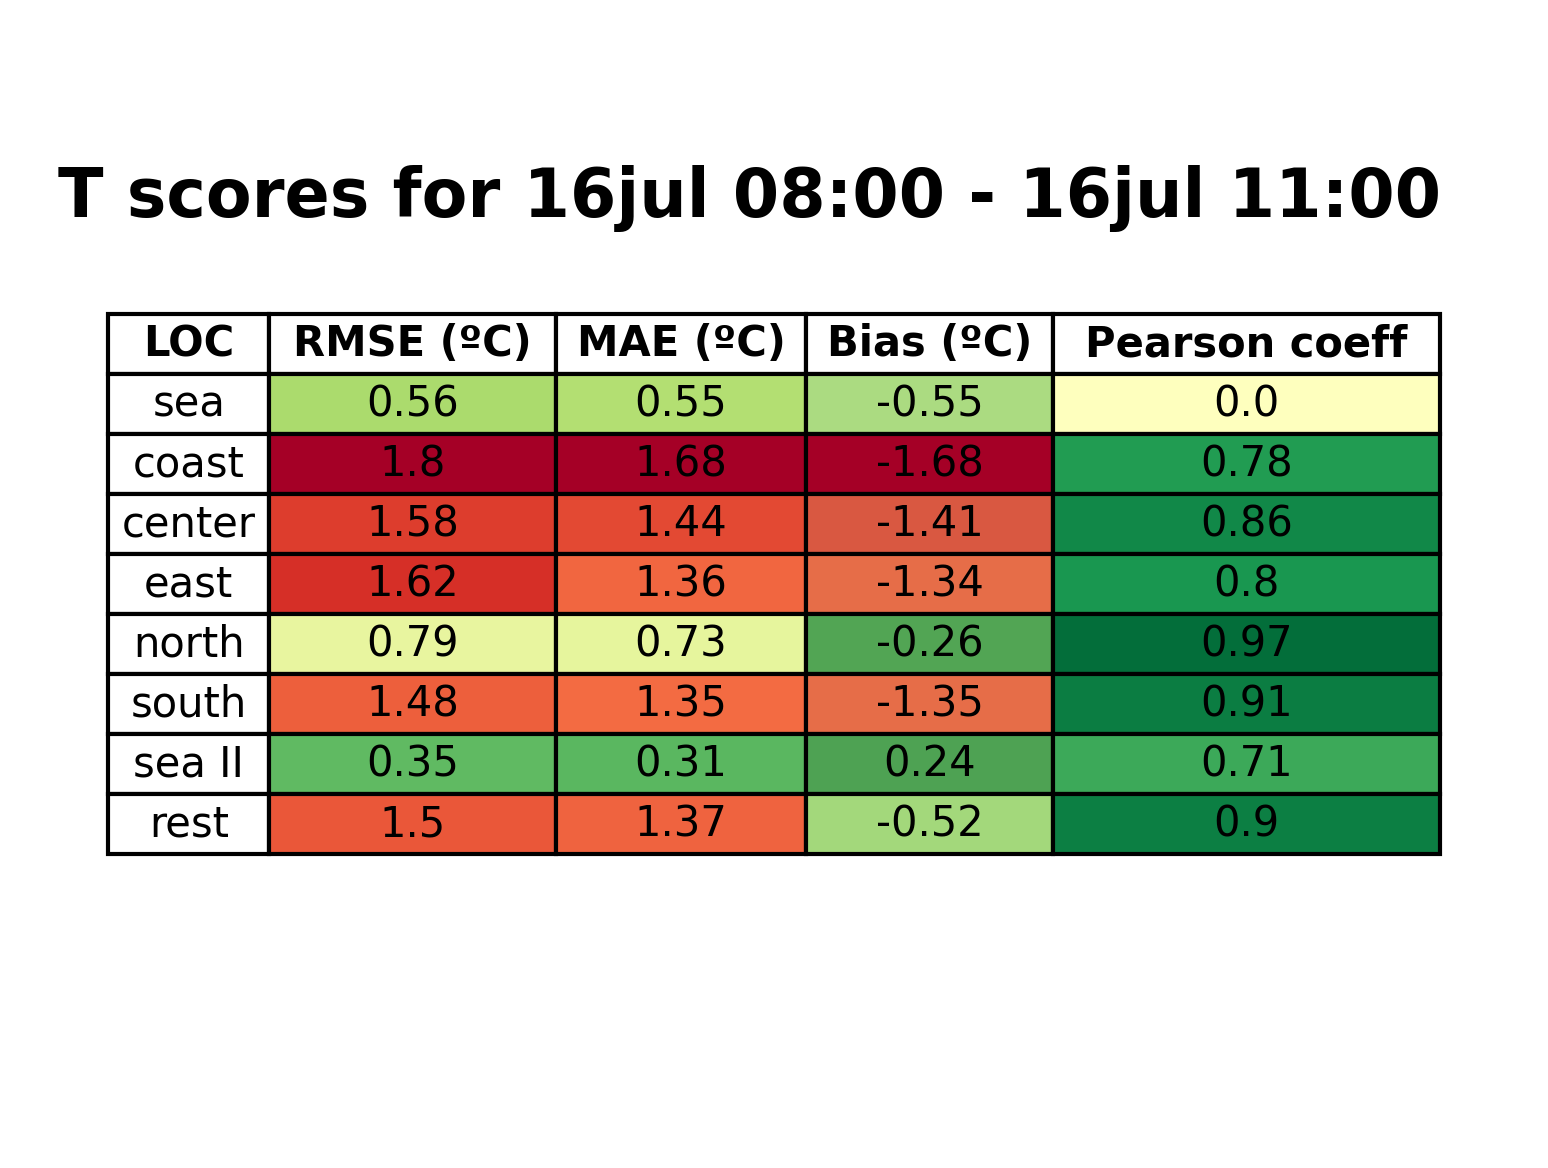 T scores for 16jul 08:00 - 16jul 11:00
LOC RMSE (ºC) MAE (ºC) Bias (ºC) Pearson coeff
sea 0.56 0.55 -0.55 0.0
coast 1.8 1.68 -1.68 0.78
center 1.58 1.44 -1.41 0.86
east 1.62 1.36 -1.34 0.8
north 0.79 0.73 -0.26 0.97
south 1.48 1.35 -1.35 0.91
sea II 0.35 0.31 0.24 0.71
rest 1.5 1.37 -0.52 0.9